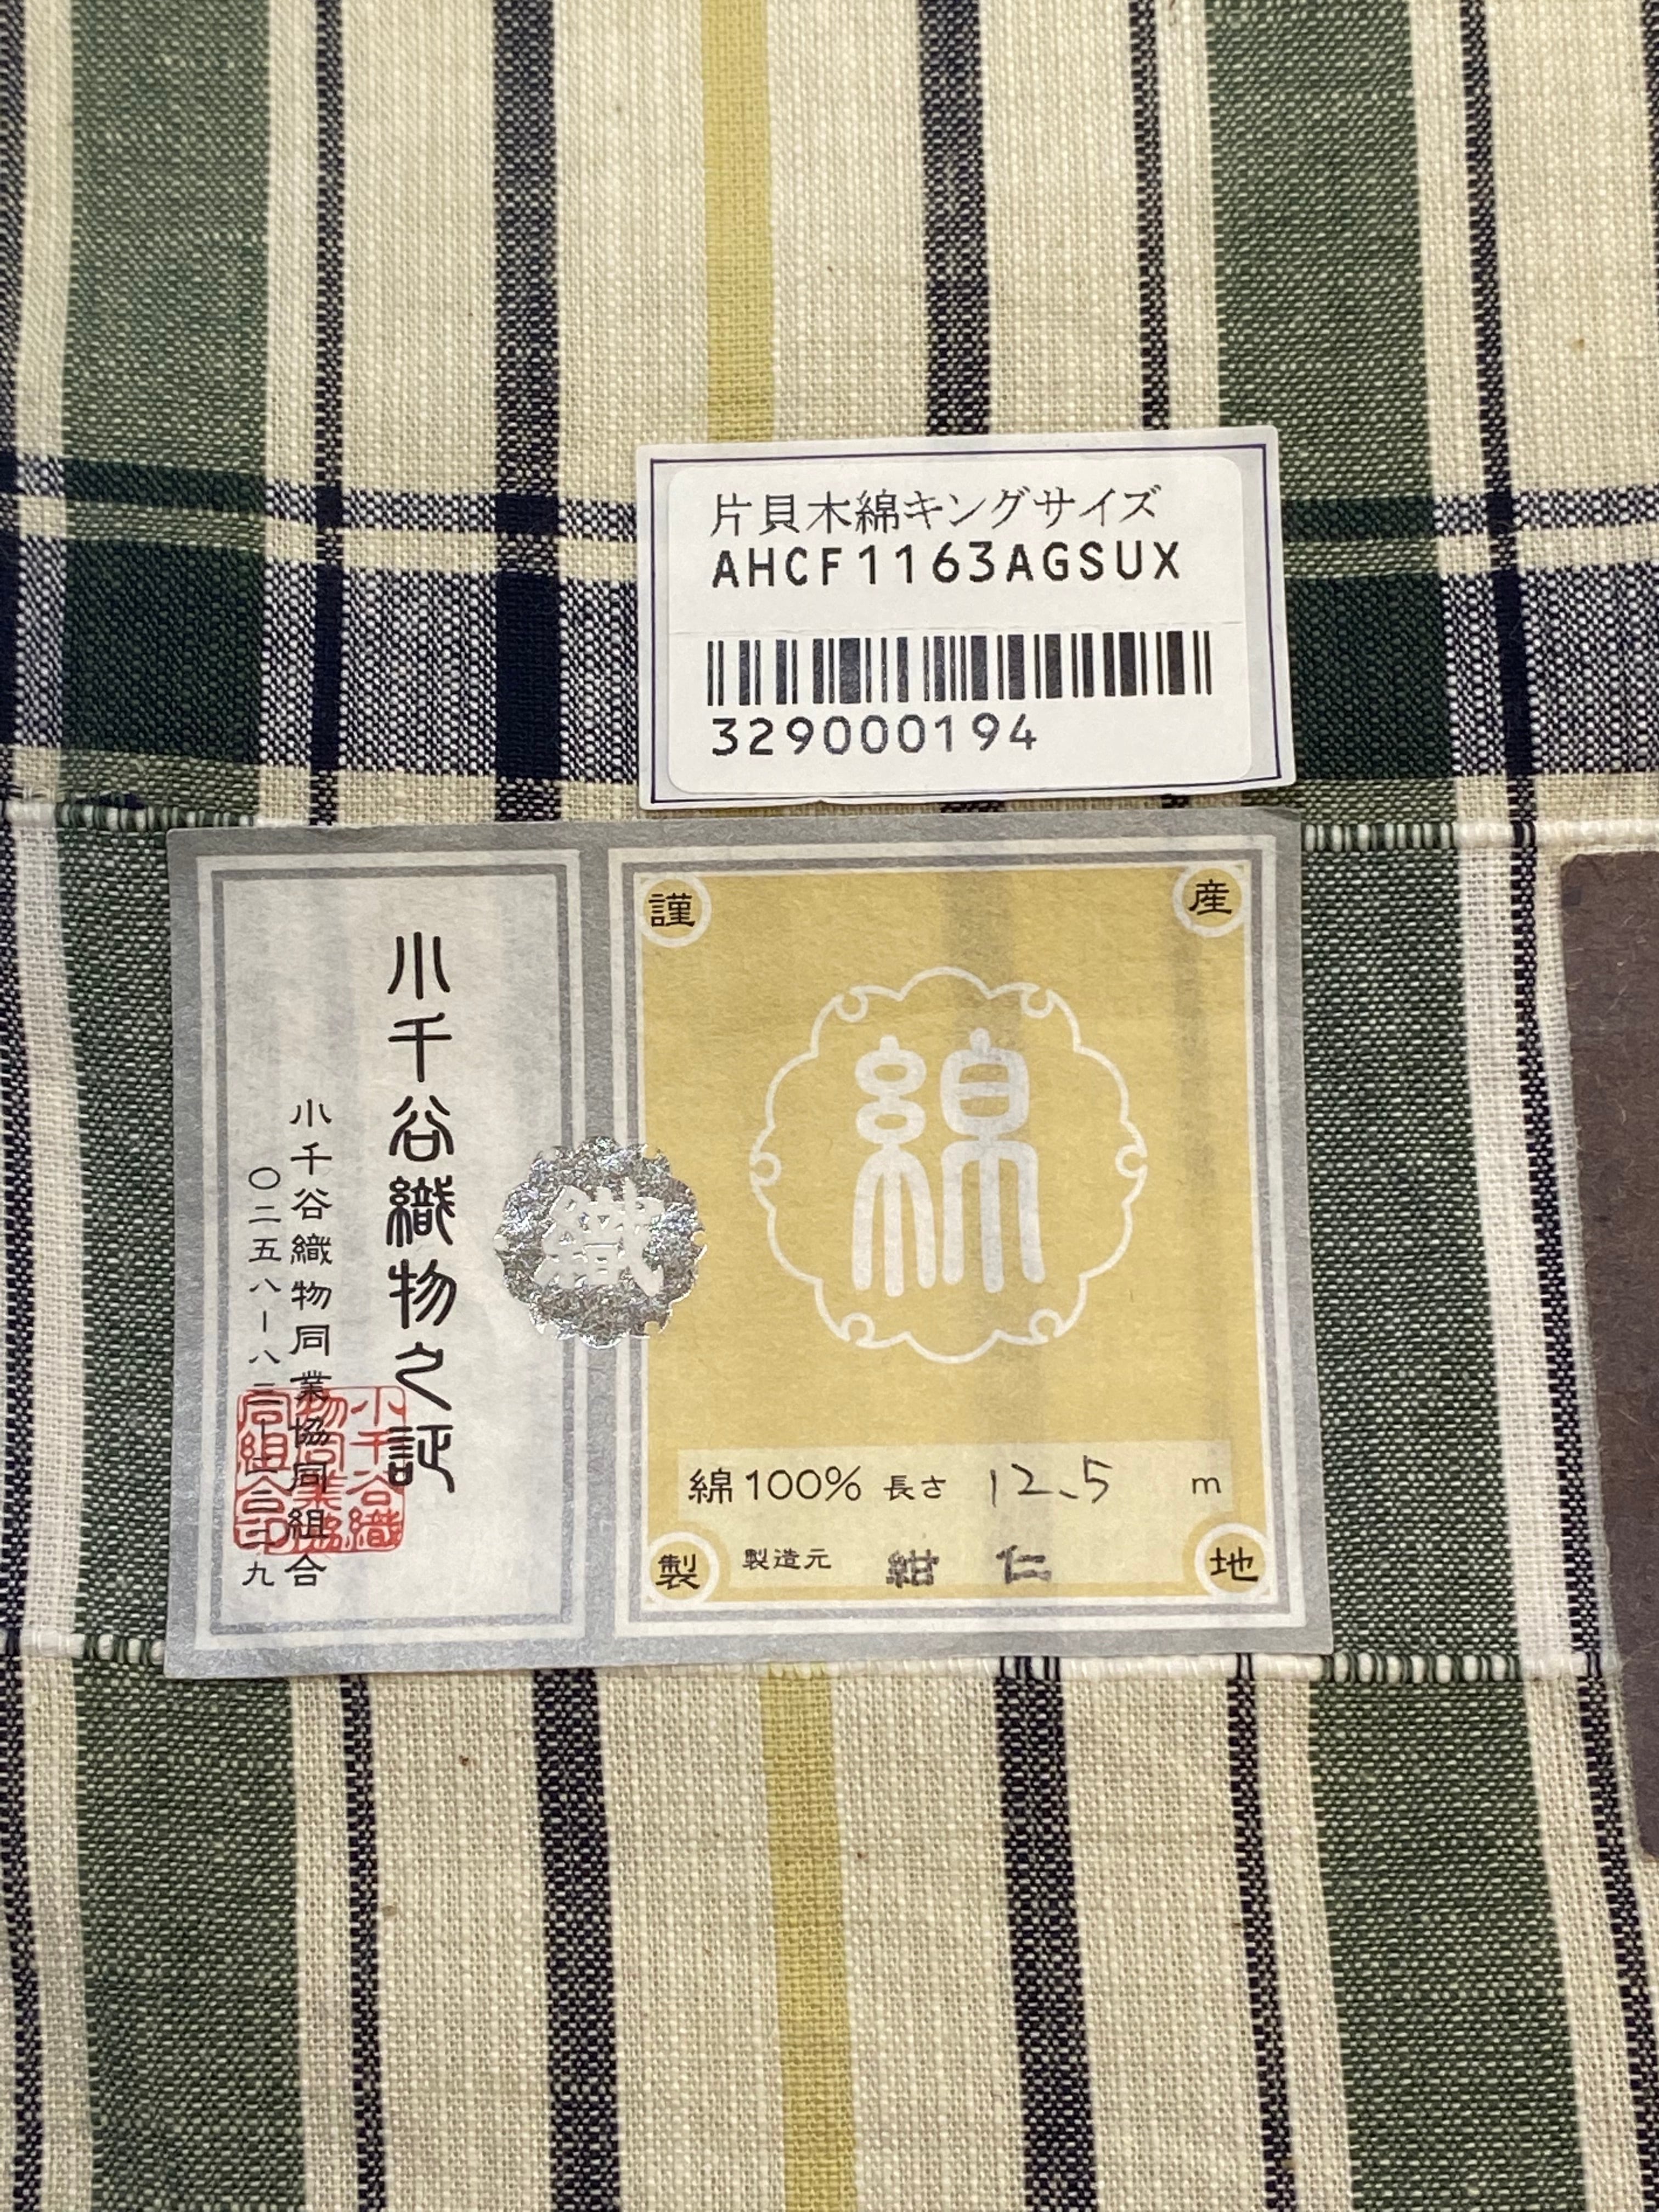 片貝木綿キングサイズ
AHCF1163AGSUX
329000194
謹
産
綿
綿100% 長さ 12.5 m
製造元 紺仁
製
地
織
小千谷織物之証
小千谷織物同業協同組合
〇二五八–八三–二三二九
小千谷織
物同業協
同組合印